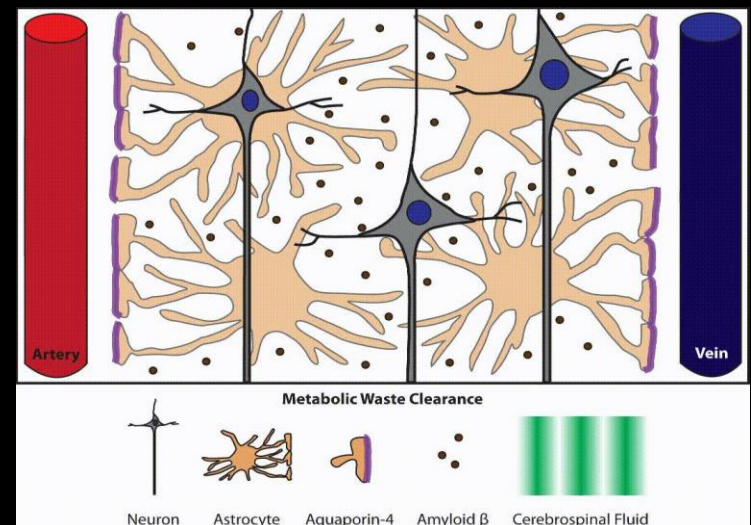 Artery
Vein
Metabolic Waste Clearance
Neuron Astrocyte Aquaporin-4 Amyloid β Cerebrospinal Fluid